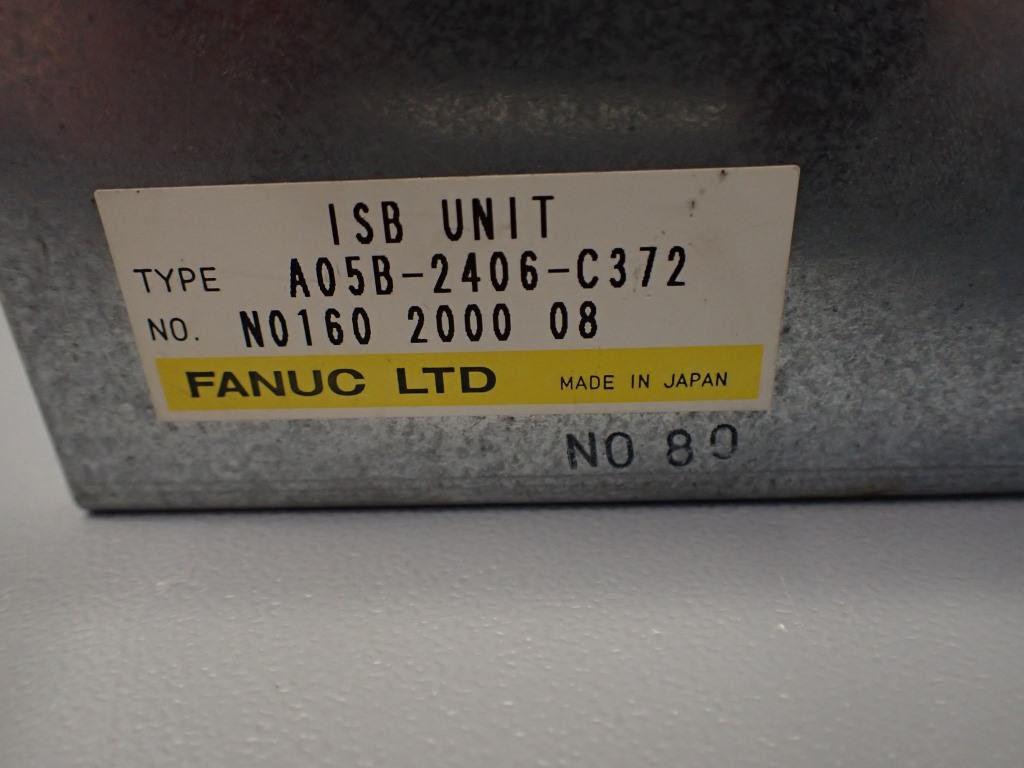 ISB UNIT
TYPE A05B-2406-C372
NO. N0160 2000 08
FANUC LTD MADE IN JAPAN
NO 80